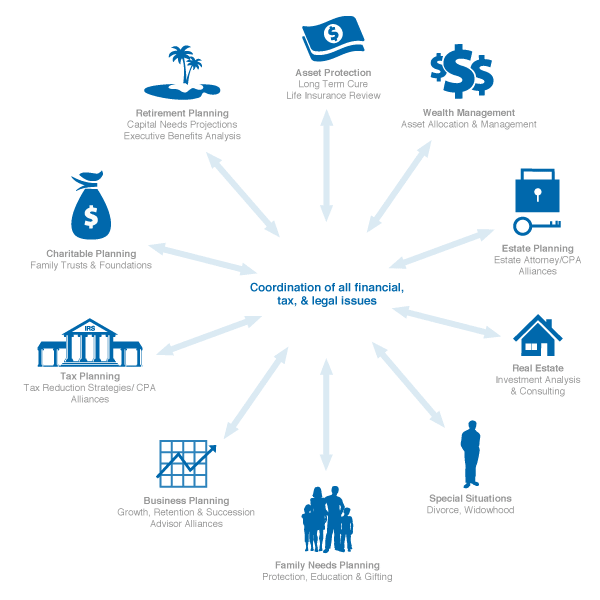 Asset Protection
Long Term Cure
Life Insurance Review
Wealth Management
Asset Allocation & Management
Estate Planning
Estate Attorney/CPA
Alliances
Real Estate
Investment Analysis
& Consulting
Special Situations
Divorce, Widowhood
Family Needs Planning
Protection, Education & Gifting
Business Planning
Growth, Retention & Succession
Advisor Alliances
IRS
Tax Planning
Tax Reduction Strategies/ CPA
Alliances
Charitable Planning
Family Trusts & Foundations
Retirement Planning
Capital Needs Projections
Executive Benefits Analysis
Coordination of all financial,
tax, & legal issues
$
$$$
$